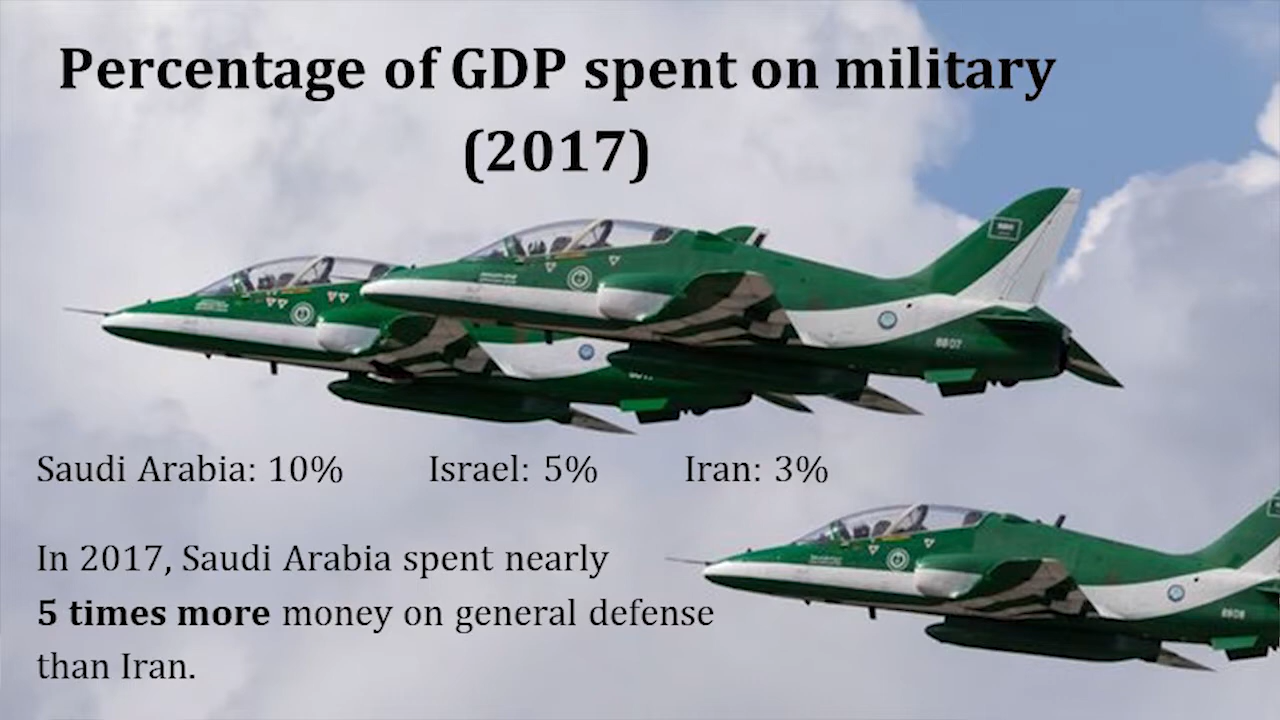 Percentage of GDP spent on military
(2017)
Saudi Arabia: 10% Israel: 5% Iran: 3%
In 2017, Saudi Arabia spent nearly
5 times more money on general defense
than Iran.
8807